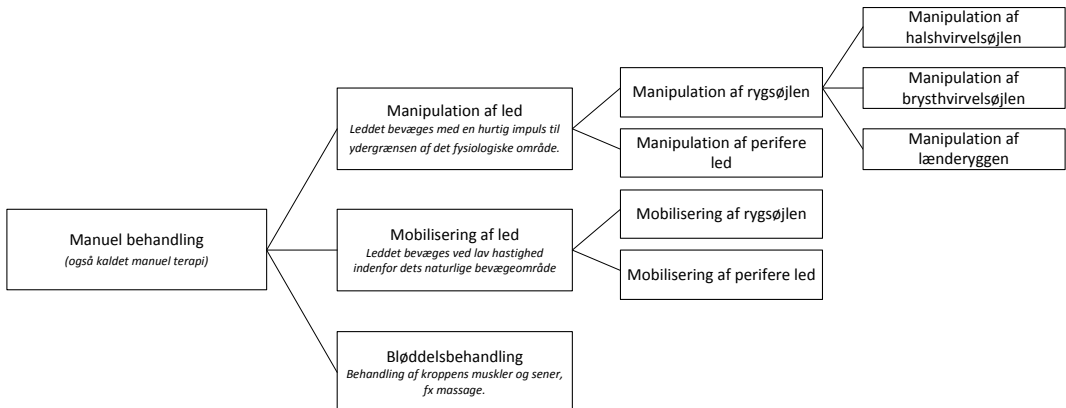 Manuel behandling
(også kaldet manuel terapi)
Manipulation af led
Leddet bevæges med en hurtig impuls til
ydergrænsen af det fysiologiske område.
Mobilisering af led
Leddet bevæges ved lav hastighed
indenfor dets naturlige bevægeområde
Bløddelsbehandling
Behandling af kroppens muskler og sener,
fx massage.
Manipulation af rygsøjlen
Manipulation af perifere
led
Mobilisering af rygsøjlen
Mobilisering af perifere led
Manipulation af
halshvirvelsøjlen
Manipulation af
brysthvirvelsøjlen
Manipulation af
lænderyggen